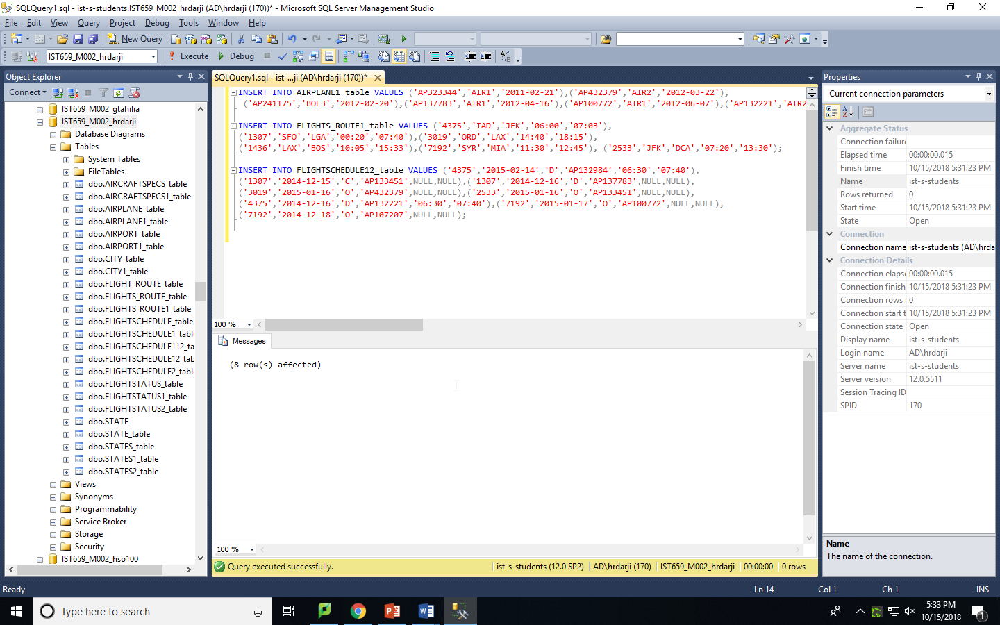 SQLQuery1.sql - ist-s-students.IST659_M002_hrdarji (AD\hrdarji (170))* - Microsoft SQL Server Management Studio
File Edit View Query Project Debug Tools Window Help
New Query
IST659_M002_hrdarji Execute Debug
Object Explorer
Connect
IST659_M002_gtahilia
IST659_M002_hrdarji
Database Diagrams
Tables
System Tables
FileTables
dbo.AIRCRAFTSPECS_table
dbo.AIRCRAFTSPECS1_table
dbo.AIRPLANE_table
dbo.AIRPLANE1_table
dbo.AIRPORT_table
dbo.AIRPORT1_table
dbo.CITY_table
dbo.CITY1_table
dbo.FLIGHT_ROUTE_table
dbo.FLIGHTS_ROUTE_table
dbo.FLIGHTS_ROUTE1_table
dbo.FLIGHTSCHEDULE_table
dbo.FLIGHTSCHEDULE1_table
dbo.FLIGHTSCHEDULE112_ta
dbo.FLIGHTSCHEDULE12_tab
dbo.FLIGHTSCHEDULE2_table
dbo.FLIGHTSTATUS_table
dbo.FLIGHTSTATUS1_table
dbo.FLIGHTSTATUS2_table
dbo.STATE
dbo.STATE_table
dbo.STATES_table
dbo.STATES1_table
dbo.STATES2_table
Views
Synonyms
Programmability
Service Broker
Storage
Security
IST659_M002_hso100
SQLQuery1.sql - ist-...ji (AD\hrdarji (170))*
INSERT INTO AIRPLANE1_table VALUES ('AP323344','AIR1','2011-02-21'),('AP432379','AIR2','2012-03-22'),
('AP241175','BOE3','2012-02-20'),('AP137783','AIR1','2012-04-16'),('AP100772','AIR1','2012-06-07'),('AP132221','AIR2
INSERT INTO FLIGHTS_ROUTE1_table VALUES ('4375','IAD','JFK','06:00','07:03'),
('1307','SFO','LGA','00:20','07:40'),('3019','ORD','LAX','14:40','18:15'),
('1436','LAX','BOS','10:05','15:33'),('7192','SYR','MIA','11:30','12:45'), ('2533','JFK','DCA','07:20','13:30');
INSERT INTO FLIGHTSCHEDULE12_table VALUES ('4375','2015-02-14','D','AP132984','06:30','07:40'),
('1307','2014-12-15','C','AP133451',NULL,NULL),('1307','2014-12-16','D','AP137783',NULL,NULL),
('3019','2015-01-16','O','AP432379',NULL,NULL),('2533','2015-01-16','O','AP133451',NULL,NULL),
('4375','2014-12-16','D','AP132221','06:30','07:40'),('7192','2015-01-17','O','AP100772',NULL,NULL),
('7192','2014-12-18','O','AP107207',NULL,NULL);
100 %
Messages
(8 row(s) affected)
100 %
Query executed successfully. ist-s-students (12.0 SP2) AD\hrdarji (170) IST659_M002_hrdarji 00:00:00 0 rows
Properties
Current connection parameters
Aggregate Status
Connection failure
Elapsed time 00:00:00.015
Finish time 10/15/2018 5:31:23 PM
Name ist-s-students
Rows returned 0
Start time 10/15/2018 5:31:23 PM
State Open
Connection
Connection name ist-s-students (AD\hrda
Connection Details
Connection elaps 00:00:00.015
Connection finish 10/15/2018 5:31:23 PM
Connection rows 0
Connection start t 10/15/2018 5:31:23 PM
Connection state Open
Display name ist-s-students
Login name AD\hrdarji
Server name ist-s-students
Server version 12.0.5511
Session Tracing ID
SPID 170
Name
The name of the connection.
Ready Ln 14 Col 1 Ch 1 INS
Type here to search
5:33 PM
10/15/2018
1